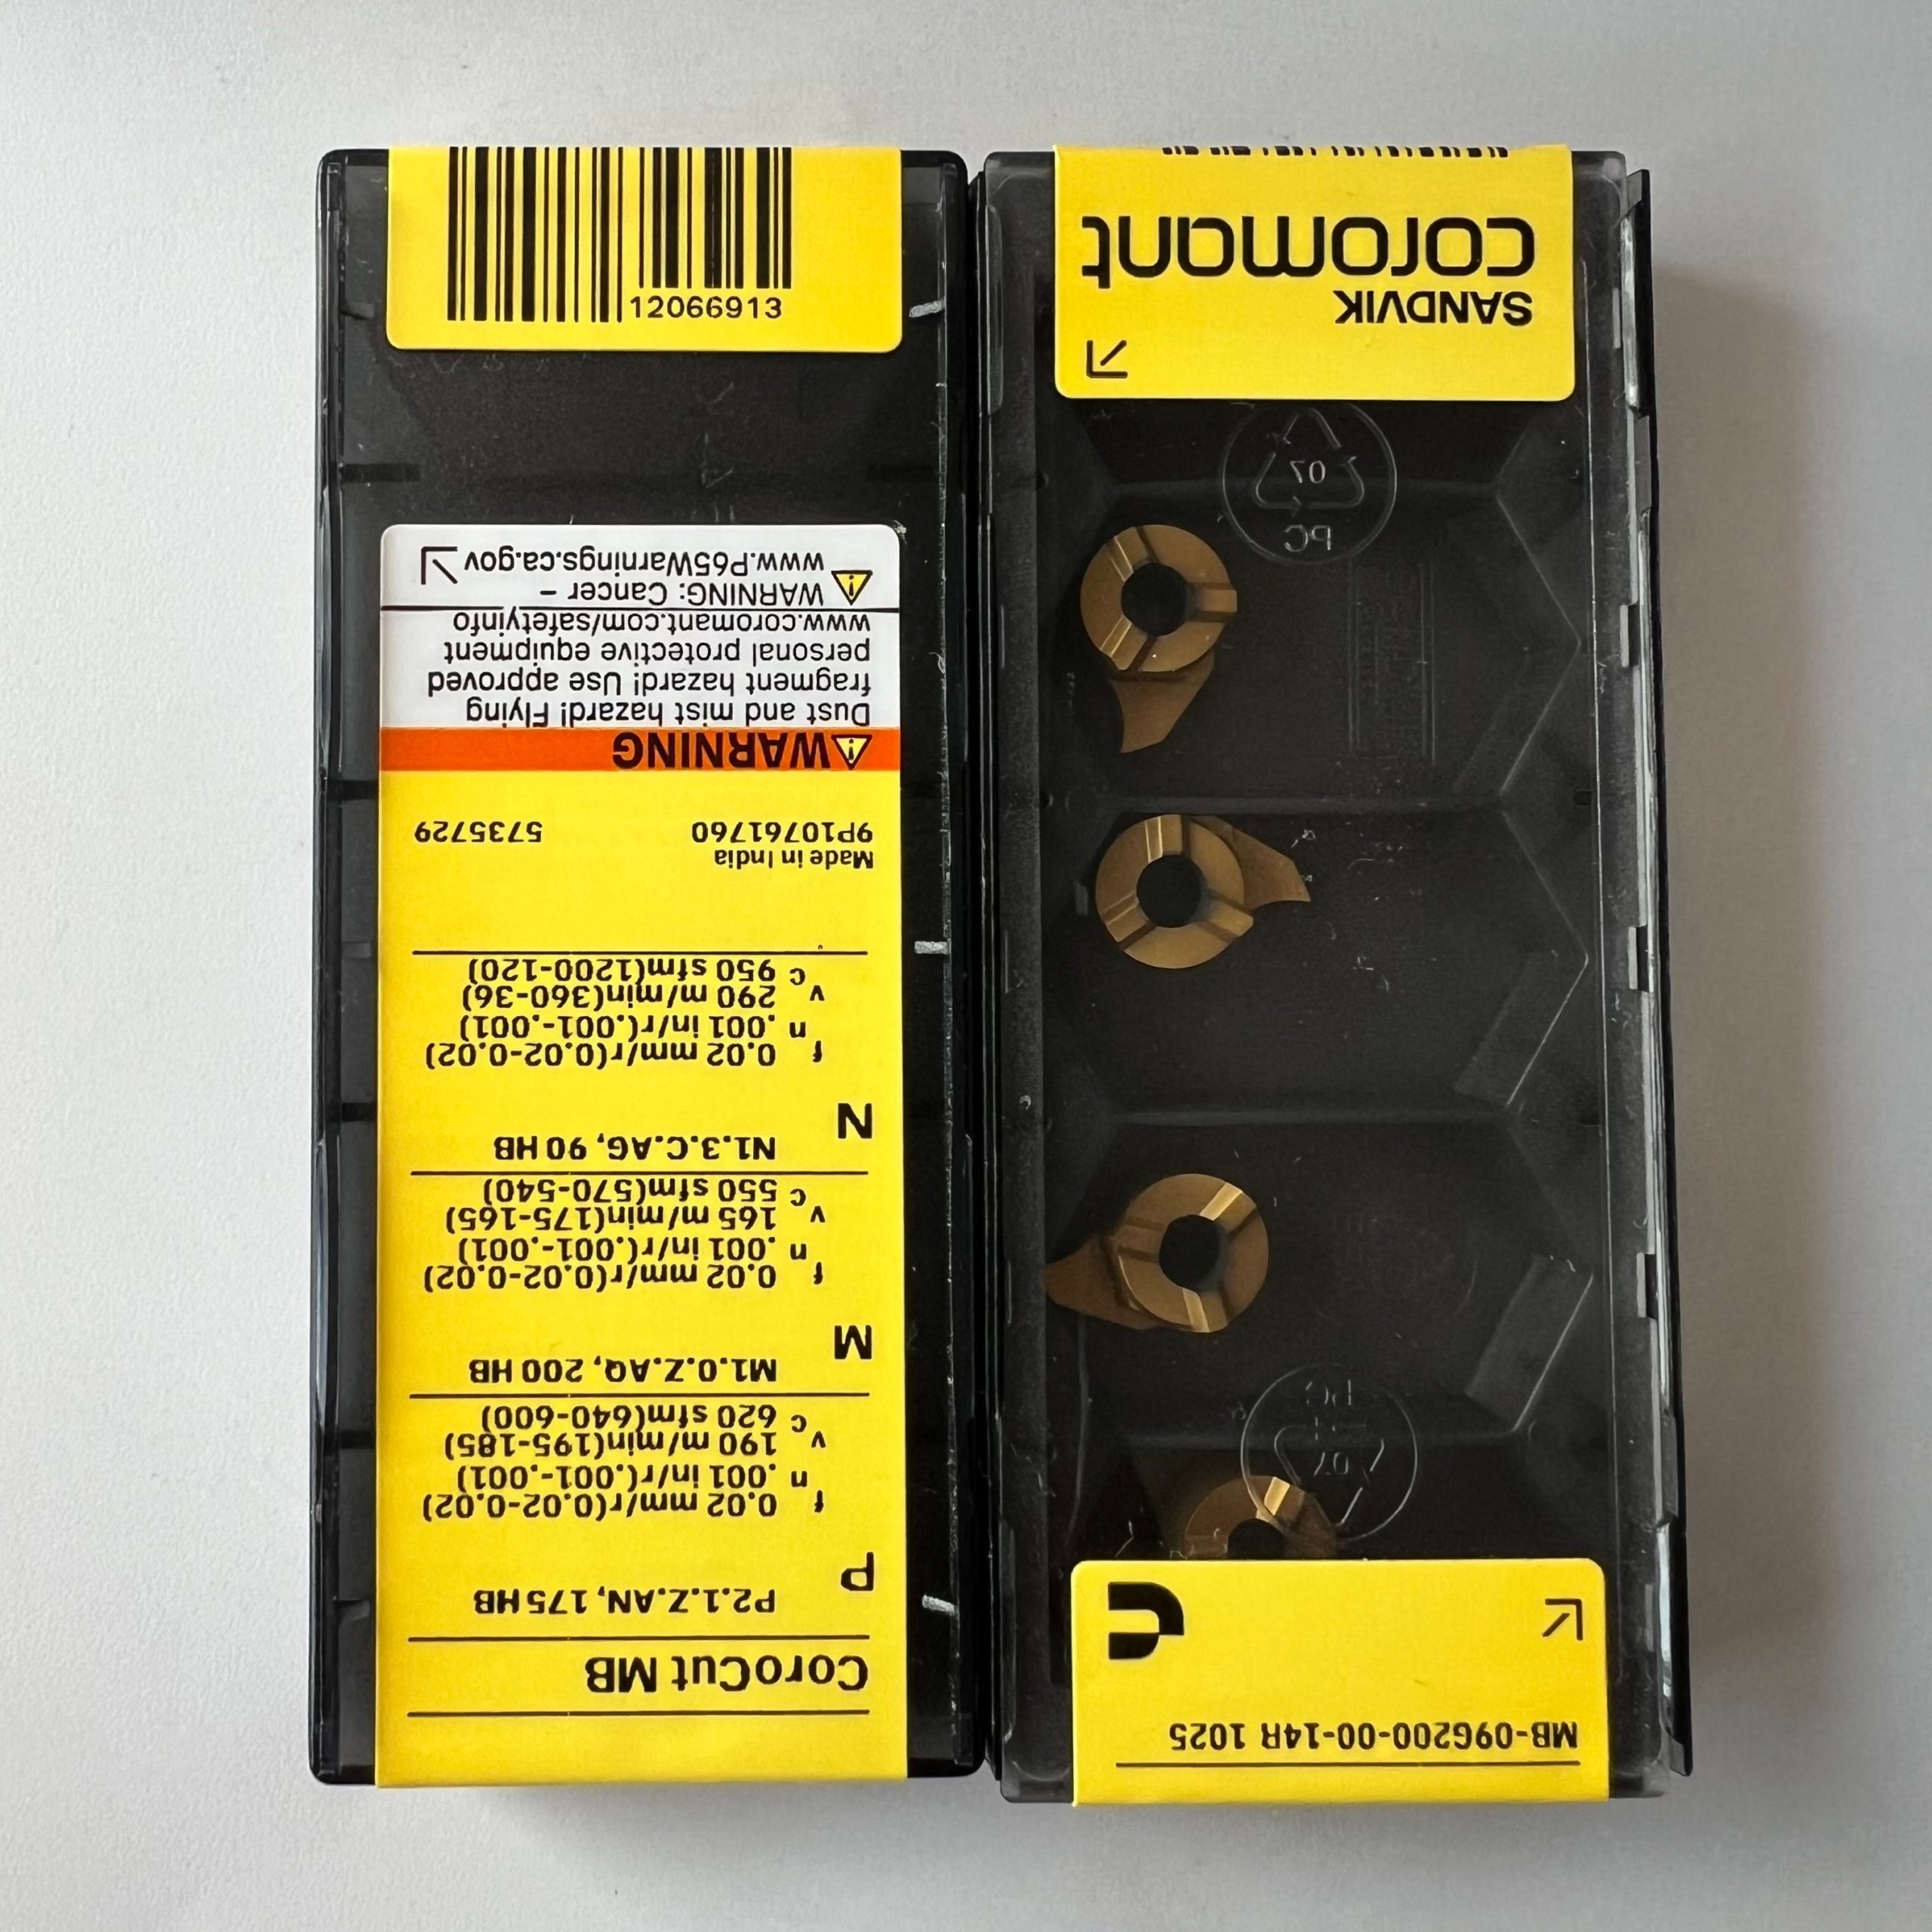 12066913
CoroCut MB
P2.1.Z.AN, 175 HB
P
f n 0.02 mm/r(0.02-0.02)
.001 in/r(.001-.001)
v c 190 m/min(195-185)
620 sfm(640-600)
M1.0.Z.AQ, 200 HB
M
f n 0.02 mm/r(0.02-0.02)
.001 in/r(.001-.001)
v c 165 m/min(175-165)
550 sfm(570-540)
N1.3.C.AG, 90 HB
N
f n 0.02 mm/r(0.02-0.02)
.001 in/r(.001-.001)
v c 290 m/min(360-36)
950 sfm(1200-120)
Made in India
9P10761760 5735729
WARNING
Dust and mist hazard! Flying
fragment hazard! Use approved
personal protective equipment
www.coromant.com/safetyinfo
WARNING: Cancer -
www.P65Warnings.ca.gov
MB-09G200-00-14R 1025
07
PC
07
PC
SANDVIK
coromant